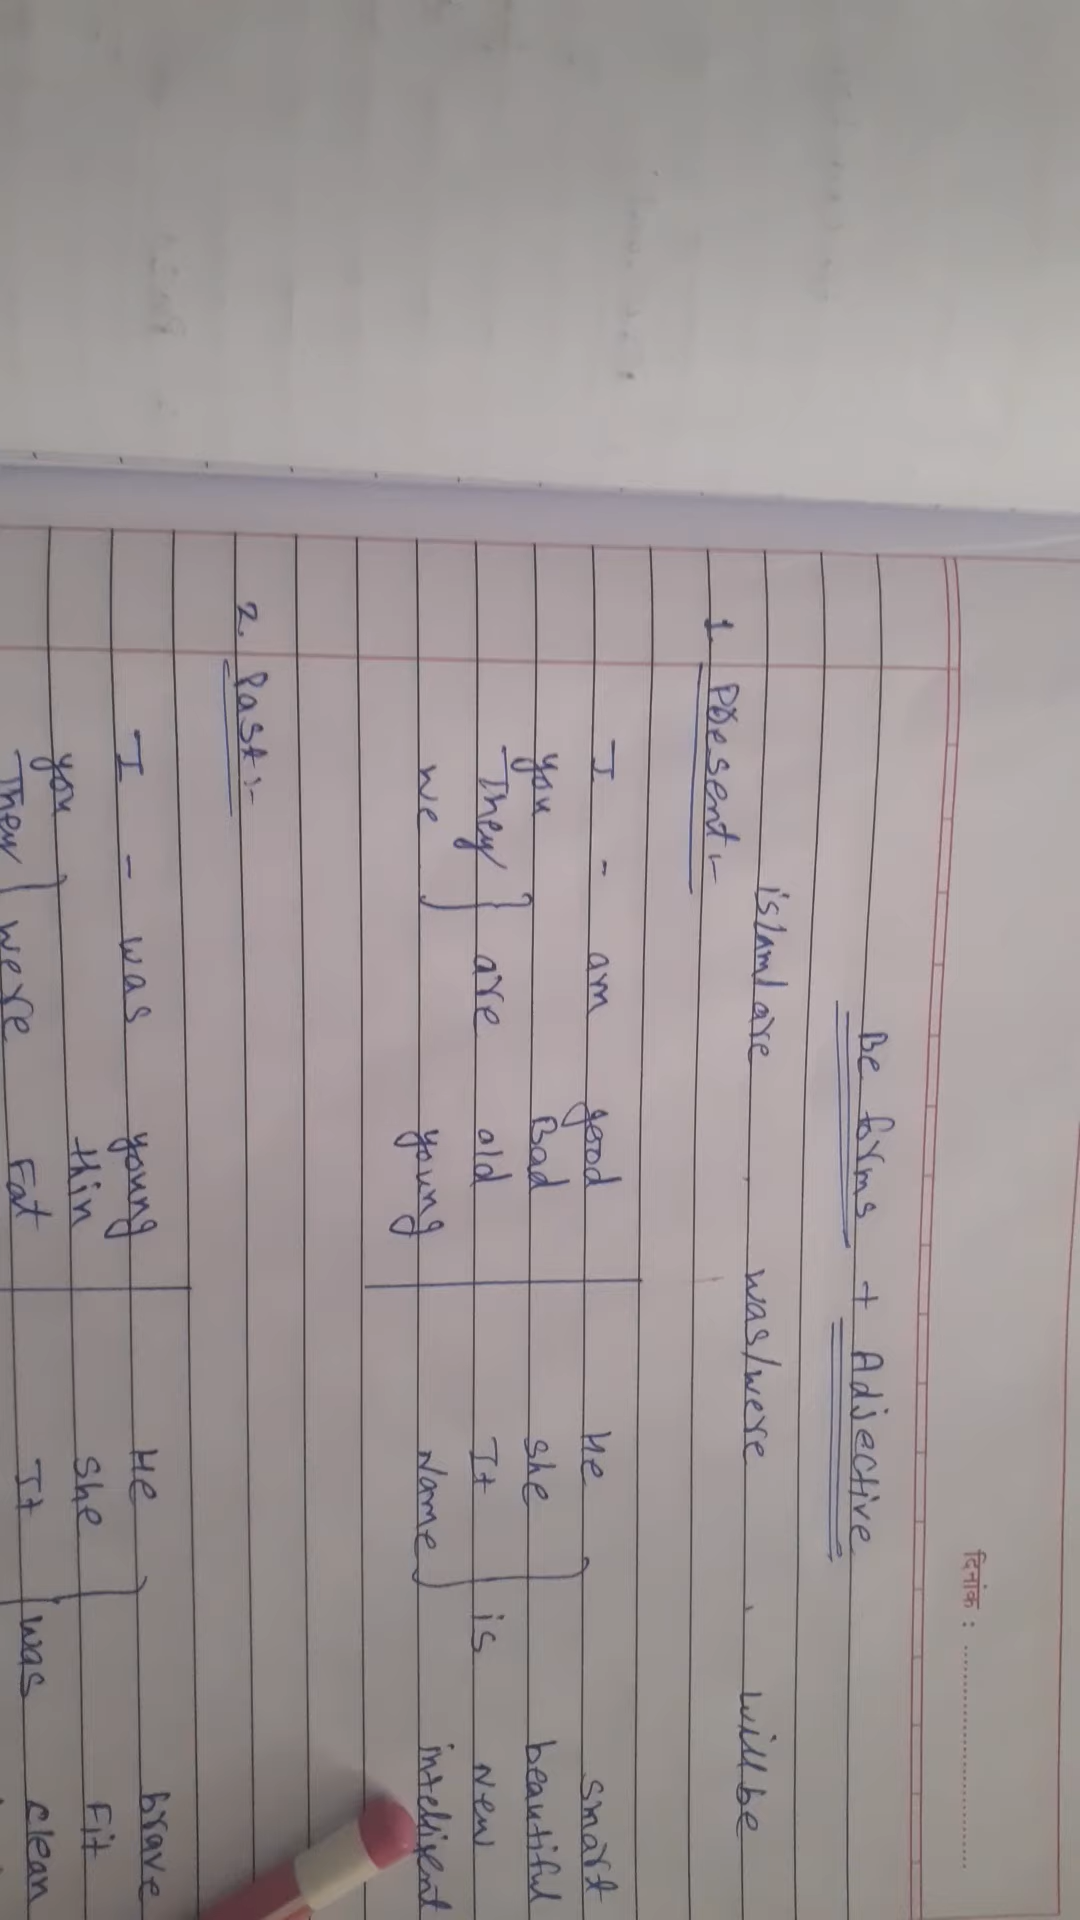 दिनांक : ....................
Be forms + Adjective
is/am/are , was/were , will be
1. Present :-
I - am good He smart
you Bad she beautiful
They } are old It } is New
we young Name intelligent
2. Past :-
I - was young He brave
you thin She Fit
They } were Fat It } was clean